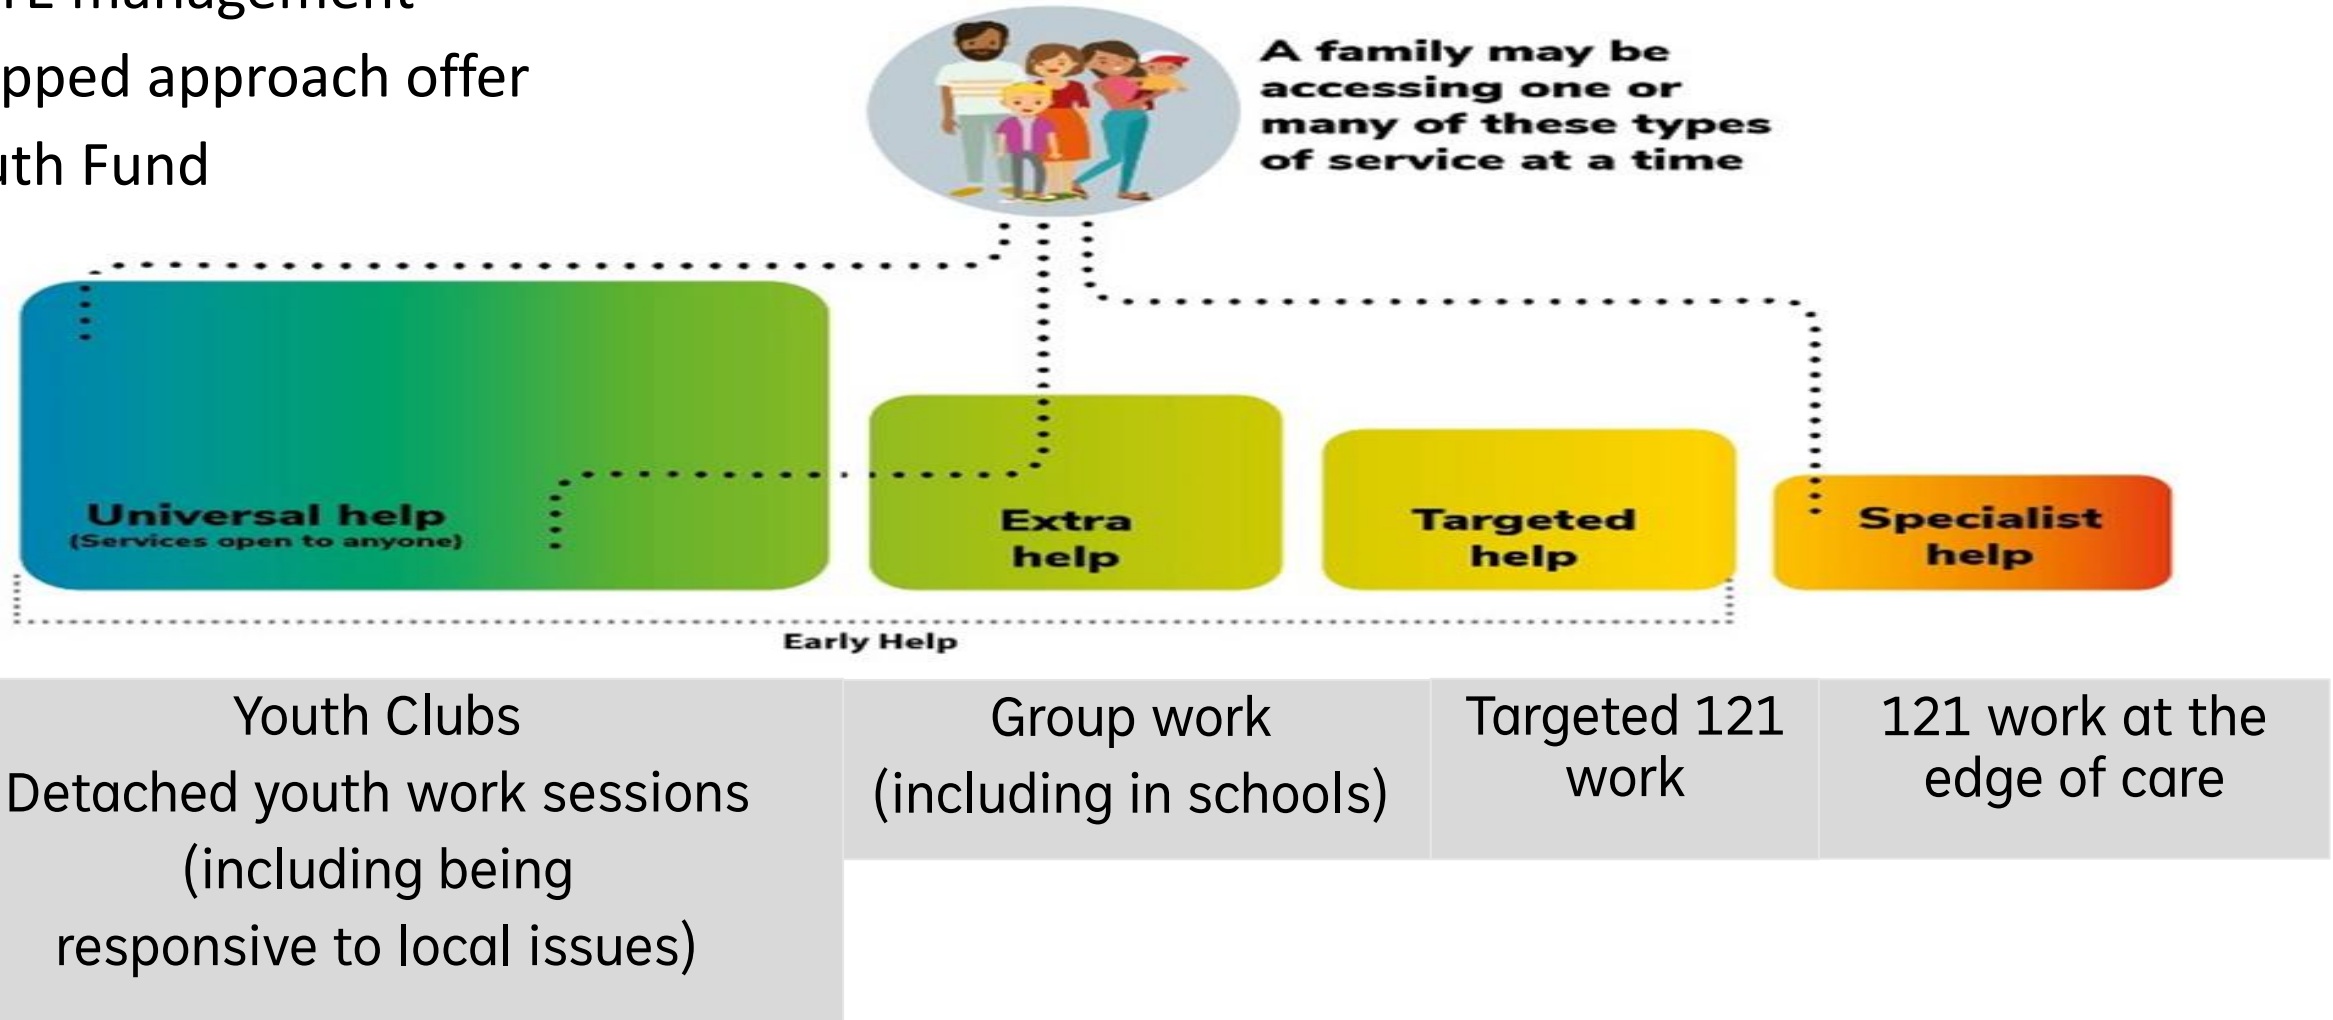 management
approach offer
Fund
A family may be
accessing one or
many of these types
of service at a time
Universal help
(Services open to anyone)
Extra
help
Targeted
help
Specialist
help
Early Help
Youth Clubs
Detached youth work sessions
(including being
responsive to local issues)
Group work
(including in schools)
Targeted 121
work
121 work at the
edge of care